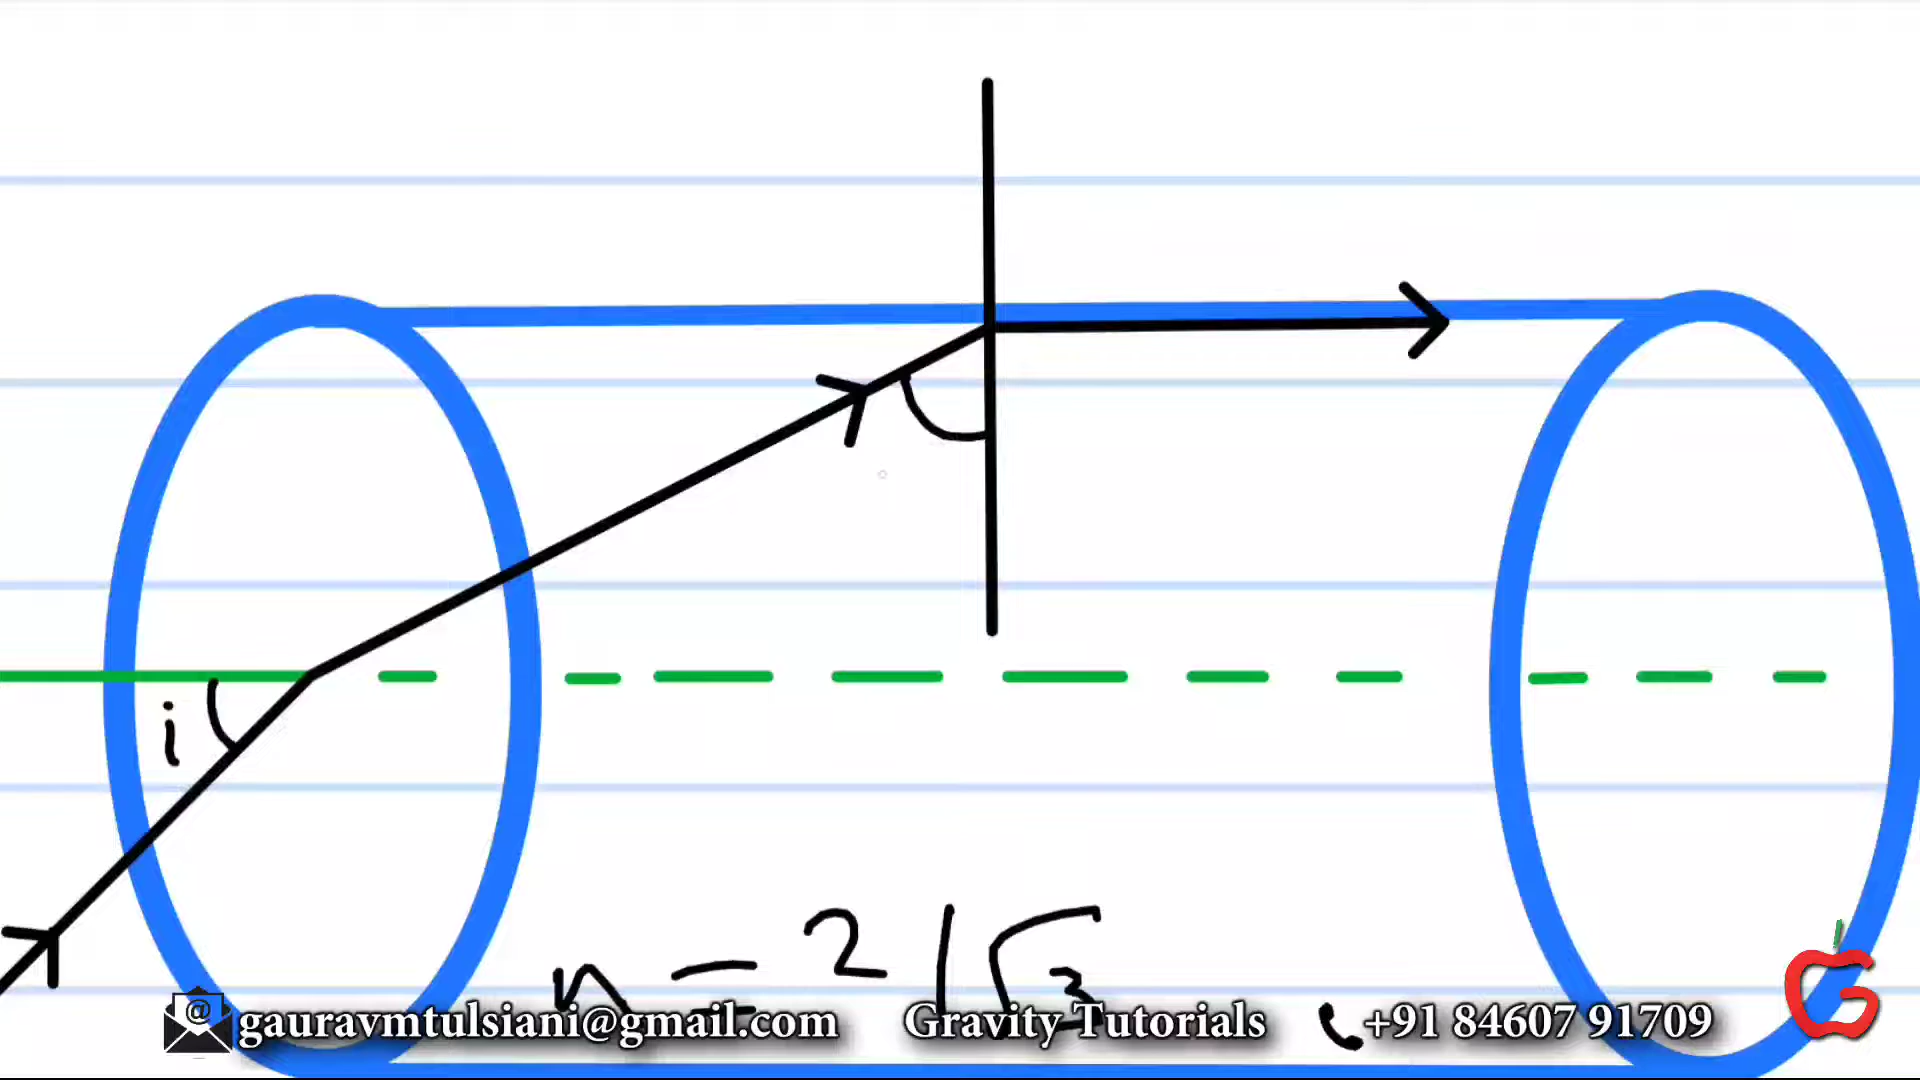 i
n = 2/√3
@ gauravmtulsiani@gmail.com Gravity Tutorials +91 84607 91709 G